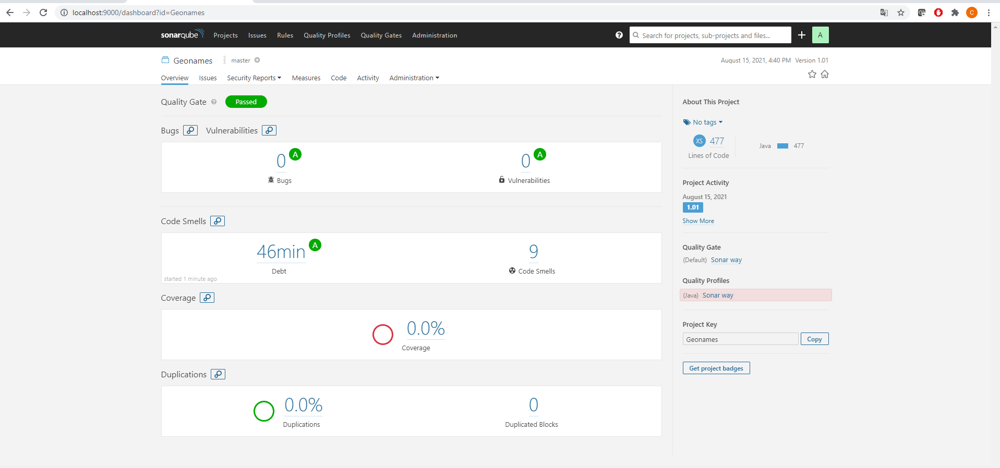 localhost:9000/dashboard?id=Geonames
C
sonarqube Projects Issues Rules Quality Profiles Quality Gates Administration
Search for projects, sub-projects and files...
A
Geonames master
August 15, 2021, 4:40 PM Version 1.01
Overview Issues Security Reports Measures Code Activity Administration
Quality Gate Passed
Bugs Vulnerabilities
0 A
Bugs
0 A
Vulnerabilities
Code Smells
46min A
Debt
started 1 minute ago
9
Code Smells
Coverage
0.0%
Coverage
Duplications
0.0%
Duplications
0
Duplicated Blocks
About This Project
No tags
XS 477
Lines of Code
Java 477
Project Activity
August 15, 2021
1.01
Show More
Quality Gate
(Default) Sonar way
Quality Profiles
(Java) Sonar way
Project Key
Geonames Copy
Get project badges